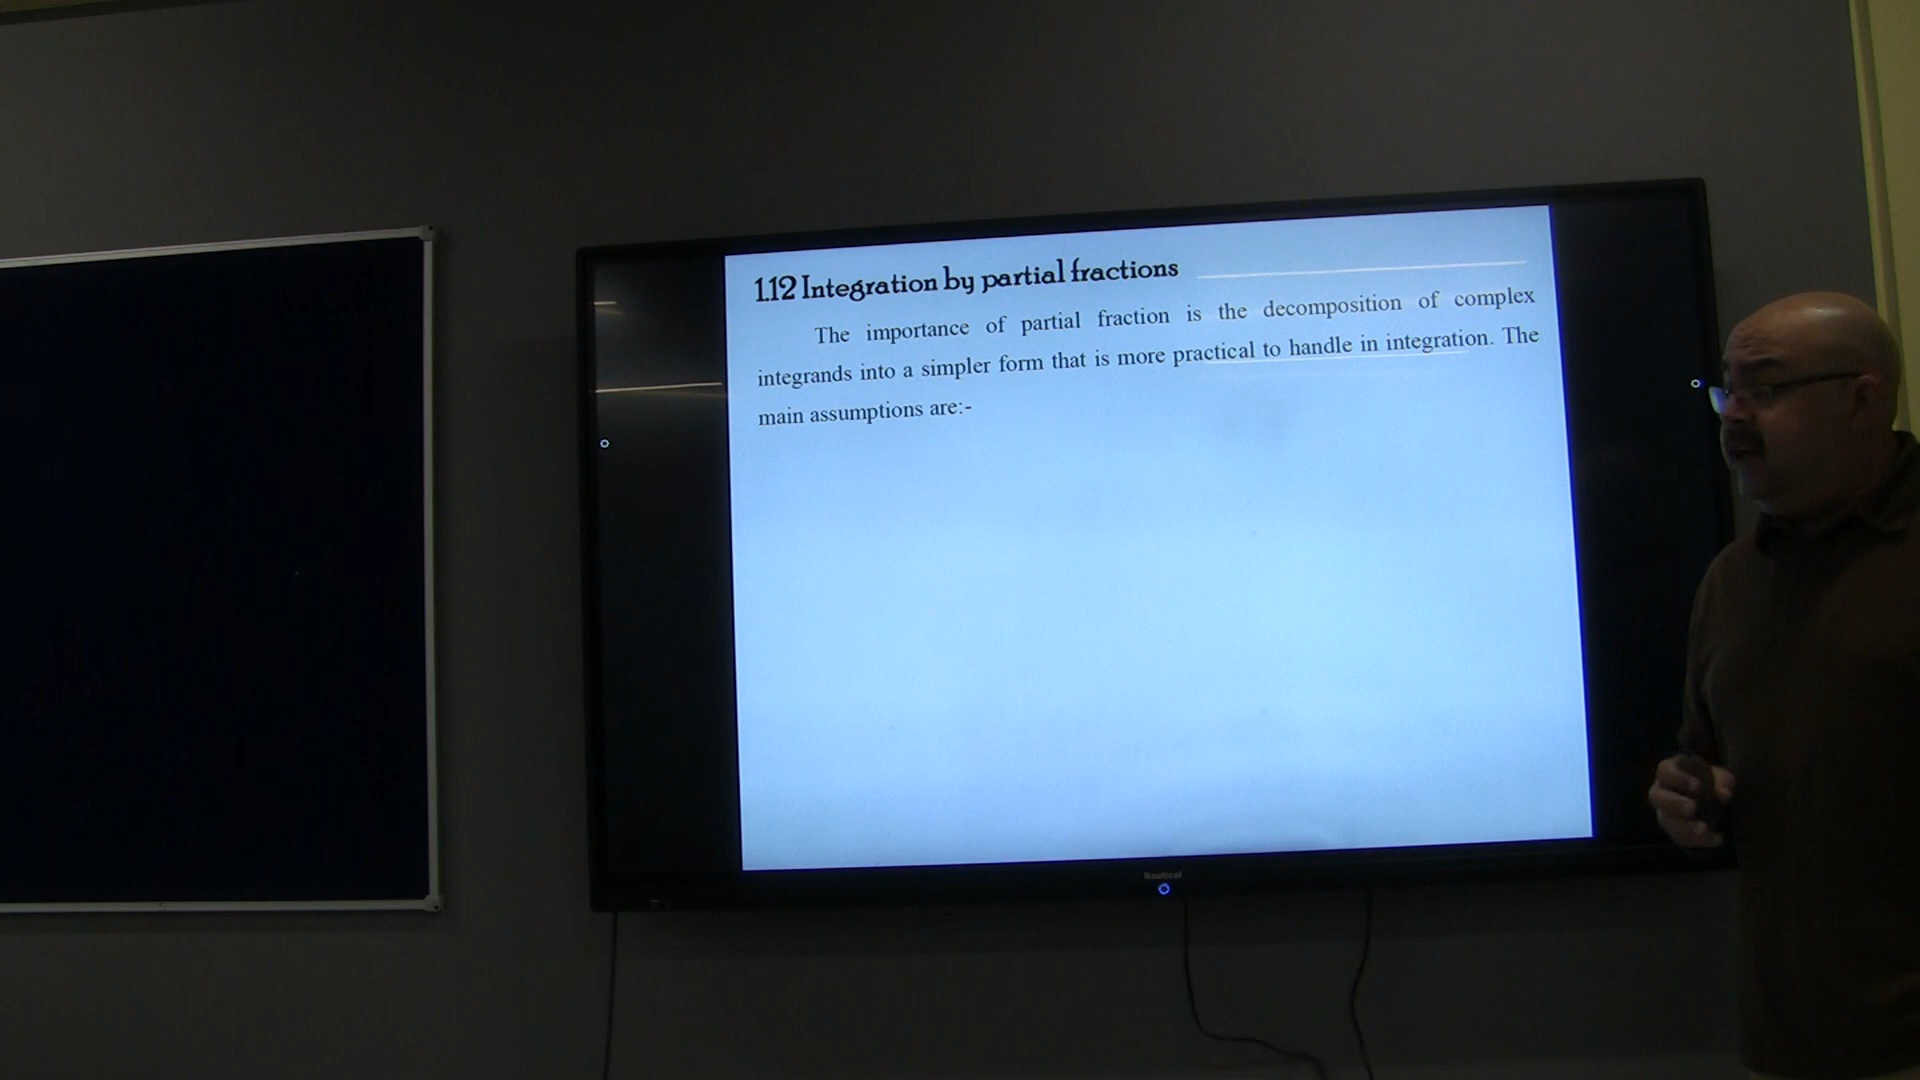 1.12 Integration by partial fractions
The importance of partial fraction is the decomposition of complex
integrands into a simpler form that is more practical to handle in integration. The
main assumptions are:-
Nautical